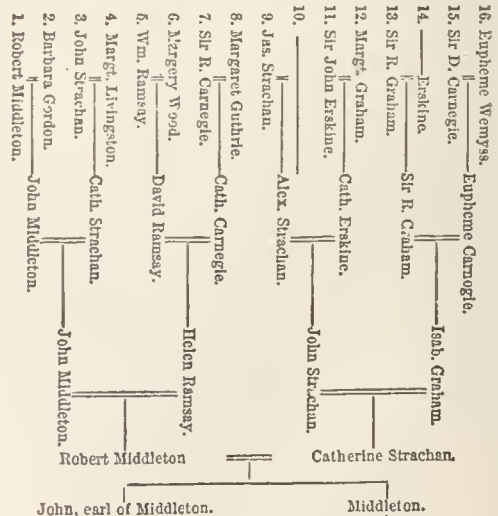 1. Robert Middleton.
2. Barbara Gordon.
3. John Strachan.
4. Margt. Livingston.
5. Wm. Ramsay.
6. Margery Wood.
7. Sir R. Carnegie.
8. Margaret Guthrie.
9. Jas. Strachan.
10.
11. Sir John Erskine.
12. Margt. Graham.
13. Sir R. Graham.
14. Erskine.
15. Sir D. Carnegie.
16. Eupheme Wemyss.
John Middleton.
Cath. Strachan.
David Ramsay.
Cath. Carnegie.
Alex. Strachan.
Cath. Erskine.
Sir R. Graham.
Eupheme Carnegie.
John Middleton.
Helen Ramsay.
John Strachan.
Isab. Graham.
Robert Middleton
Catherine Strachan.
John, earl of Middleton.
Middleton.